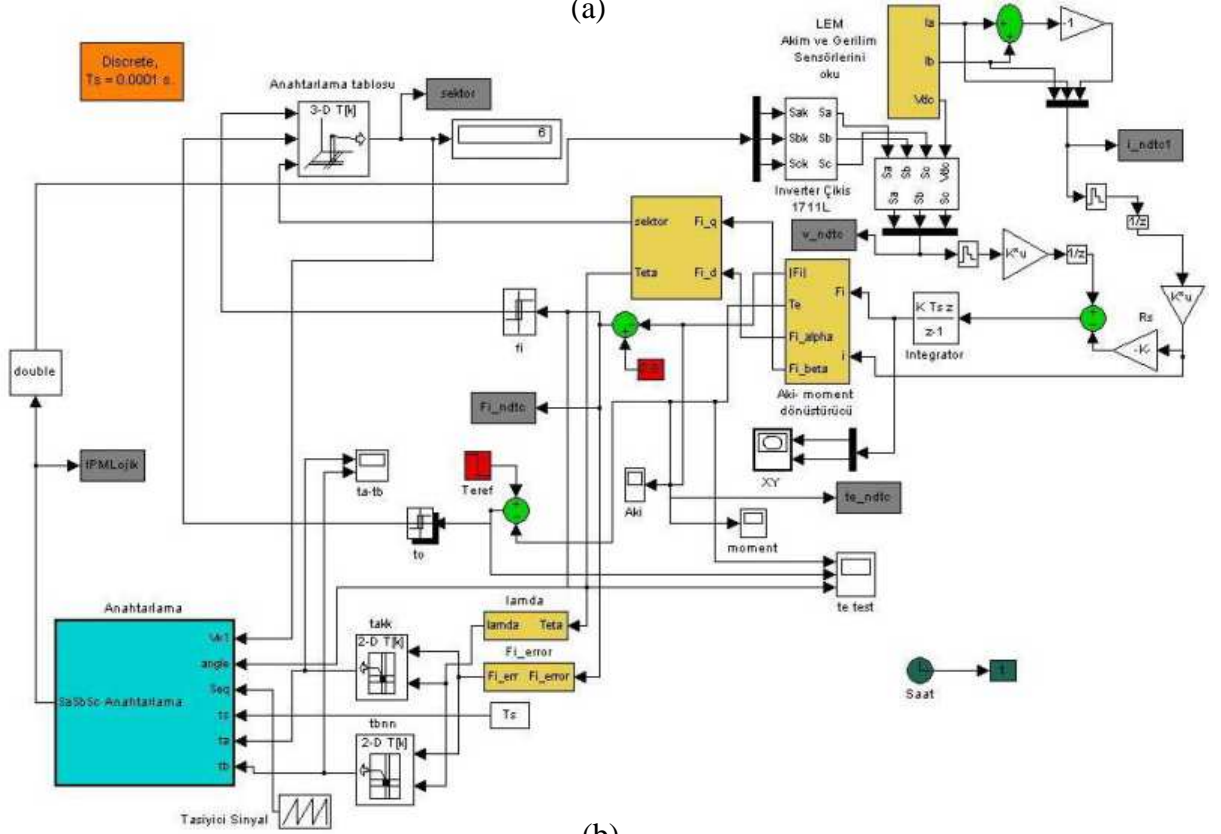 (a)
Discrete,
Ts = 0.0001 s.
Anahtarlama tablosu
3-D T[k]
sektor
6
LEM
Akim ve Gerilim
Sensörlerini
oku
Ia
Ib
Vdc
-1
i_ndtc1
Sak Sa
Sbk Sb
Sck Sc
Inverter Çikis
1711L
Sa Sb Sc Vdc
Sa Sb Sc
v_ndtc
K*u
1/z
1/z
K*u
Rs
-K-
K Ts z
z-1
Integrator
sektor Fi_q
Teta Fi_d
|Fi|
Te
Fi_alpha
Fi_beta
Fi
i
Aki- moment
dönüstürücü
fi
double
Fi_ndtc
IPMLojik
ta-tb
Teref
to
Aki
XY
te_ndtc
moment
te test
Anahtarlama
Vk1
angle
Seq
ts
ta
tb
SaSbSc-Anahtarlama
takk
2-D T[k]
lamda
lamda Teta
Fi_error
Fi_err Fi_error
Ts
tbnn
2-D T[k]
Tasiyici Sinyal
Saat
t
(b)